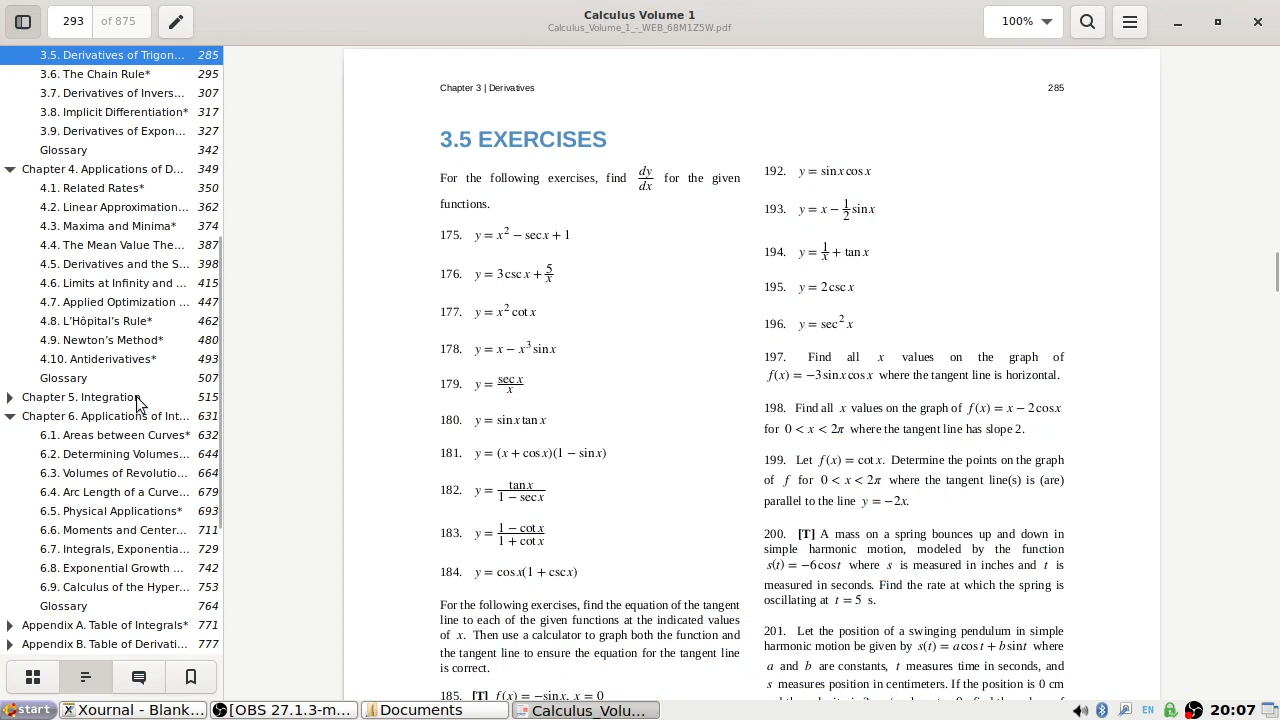 293 of 875
Calculus Volume 1
Calculus_Volume_1_-_WEB_68M1Z5W.pdf
100%
3.5. Derivatives of Trigon... 285
3.6. The Chain Rule* 295
3.7. Derivatives of Invers... 307
3.8. Implicit Differentiation* 317
3.9. Derivatives of Expon... 327
Glossary 342
Chapter 4. Applications of D... 349
4.1. Related Rates* 350
4.2. Linear Approximation... 362
4.3. Maxima and Minima* 374
4.4. The Mean Value The... 387
4.5. Derivatives and the S... 398
4.6. Limits at Infinity and ... 415
4.7. Applied Optimization ... 447
4.8. L’Hôpital’s Rule* 462
4.9. Newton’s Method* 480
4.10. Antiderivatives* 493
Glossary 507
Chapter 5. Integration 515
Chapter 6. Applications of Int... 631
6.1. Areas between Curves* 632
6.2. Determining Volumes... 644
6.3. Volumes of Revolutio... 664
6.4. Arc Length of a Curve... 679
6.5. Physical Applications* 693
6.6. Moments and Center... 711
6.7. Integrals, Exponentia... 729
6.8. Exponential Growth ... 742
6.9. Calculus of the Hyper... 753
Glossary 764
Appendix A. Table of Integrals* 771
Appendix B. Table of Derivati... 777
Chapter 3 | Derivatives 285
3.5 EXERCISES
For the following exercises, find dy/dx for the given
functions.
175. y = x² − sec x + 1
176. y = 3 csc x + 5/x
177. y = x² cot x
178. y = x − x³ sin x
179. y = sec x / x
180. y = sin x tan x
181. y = (x + cos x)(1 − sin x)
182. y = tan x / (1 − sec x)
183. y = (1 − cot x) / (1 + cot x)
184. y = cos x(1 + csc x)
For the following exercises, find the equation of the tangent
line to each of the given functions at the indicated values
of x. Then use a calculator to graph both the function and
the tangent line to ensure the equation for the tangent line
is correct.
185. [T] f(x) = −sin x, x = 0
192. y = sin x cos x
193. y = x − 1/2 sin x
194. y = 1/x + tan x
195. y = 2 csc x
196. y = sec² x
197. Find all x values on the graph of
f(x) = −3 sin x cos x where the tangent line is horizontal.
198. Find all x values on the graph of f(x) = x − 2 cos x
for 0 < x < 2π where the tangent line has slope 2.
199. Let f(x) = cot x. Determine the points on the graph
of f for 0 < x < 2π where the tangent line(s) is (are)
parallel to the line y = −2x.
200. [T] A mass on a spring bounces up and down in
simple harmonic motion, modeled by the function
s(t) = −6 cos t where s is measured in inches and t is
measured in seconds. Find the rate at which the spring is
oscillating at t = 5 s.
201. Let the position of a swinging pendulum in simple
harmonic motion be given by s(t) = a cos t + b sin t where
a and b are constants, t measures time in seconds, and
s measures position in centimeters. If the position is 0 cm
start
Xournal - Blank...
[OBS 27.1.3-m...
Documents
Calculus_Volu...
EN
20:07